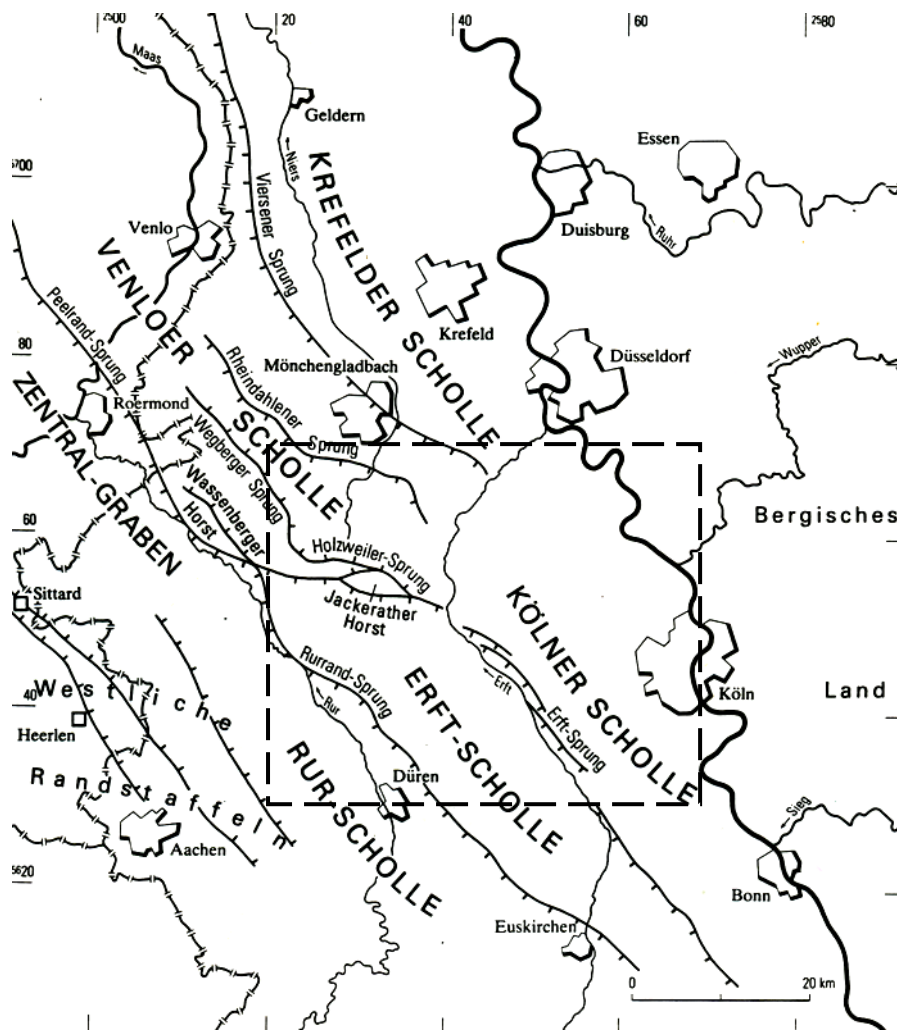 2500
20
40
60
2580
Maas
Geldern
Essen
5700
Niers
KREFELDER SCHOLLE
Viersener Sprung
Venlo
Duisburg
Ruhr
VENLOER
SCHOLLE
Krefeld
Peelrand-Sprung
80
Rheindahlener
Sprung
Mönchengladbach
Düsseldorf
Wupper
ZENTRAL-GRABEN
Roermond
Wegberger Sprung
Wassenberger
Horst
Bergisches
Land
60
Holzweiler-Sprung
Jackerather
Horst
Sittard
KÖLNER SCHOLLE
ERFT-SCHOLLE
Rurrand-Sprung
Erft
Erft-Sprung
Köln
Westliche
Randstaffeln
40
Heerlen
Rur
RUR-SCHOLLE
Düren
Aachen
Sieg
5620
Bonn
Euskirchen
0
20 km